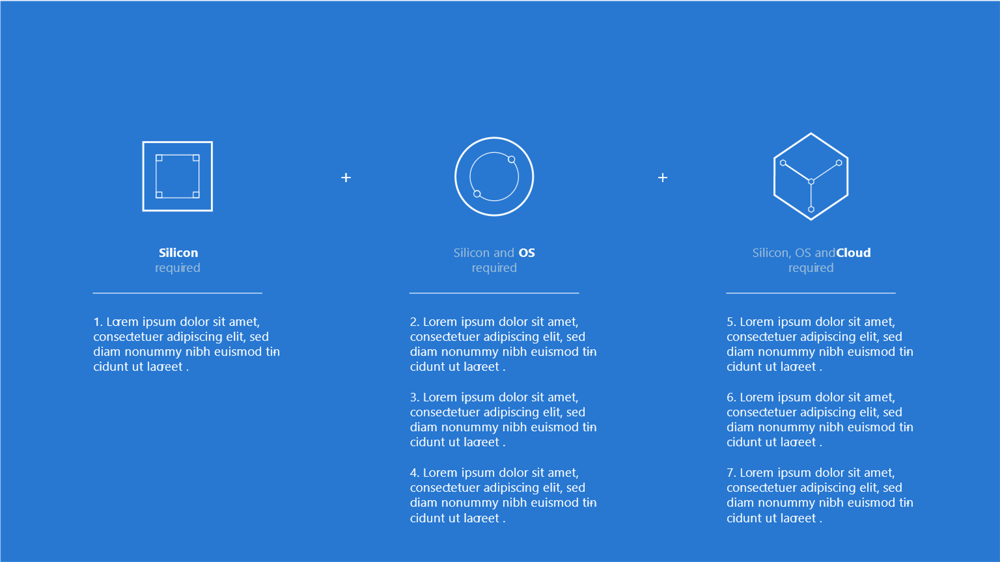 +
+
Silicon
required
Silicon and OS
required
Silicon, OS and Cloud
required
1. Lorem ipsum dolor sit amet,
consectetuer adipiscing elit, sed
diam nonummy nibh euismod tin-
cidunt ut laoreet .
2. Lorem ipsum dolor sit amet,
consectetuer adipiscing elit, sed
diam nonummy nibh euismod tin-
cidunt ut laoreet .
3. Lorem ipsum dolor sit amet,
consectetuer adipiscing elit, sed
diam nonummy nibh euismod tin-
cidunt ut laoreet .
4. Lorem ipsum dolor sit amet,
consectetuer adipiscing elit, sed
diam nonummy nibh euismod tin-
cidunt ut laoreet .
5. Lorem ipsum dolor sit amet,
consectetuer adipiscing elit, sed
diam nonummy nibh euismod tin-
cidunt ut laoreet .
6. Lorem ipsum dolor sit amet,
consectetuer adipiscing elit, sed
diam nonummy nibh euismod tin-
cidunt ut laoreet .
7. Lorem ipsum dolor sit amet,
consectetuer adipiscing elit, sed
diam nonummy nibh euismod tin-
cidunt ut laoreet .